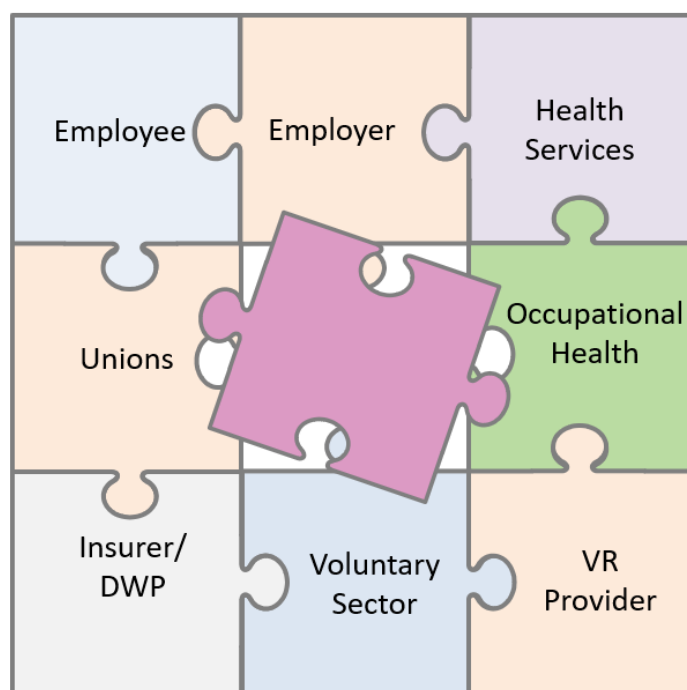 Employee
Employer
Health
Services
Unions
Occupational
Health
Insurer/
DWP
Voluntary
Sector
VR
Provider